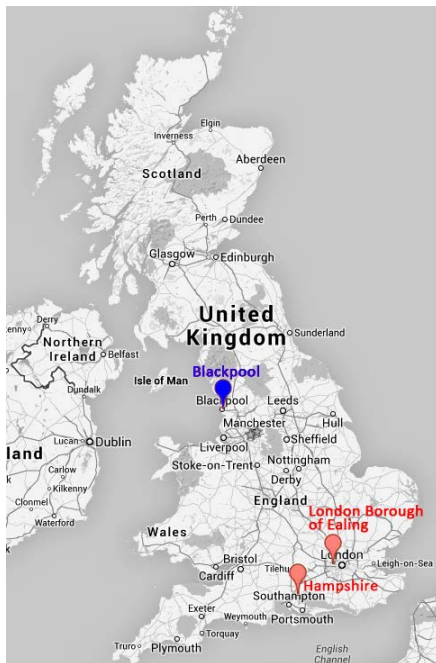 Elgin
Inverness
Aberdeen
Scotland
Perth
Dundee
Glasgow
Edinburgh
United
Kingdom
Derry
enny
Northern
Ireland
Belfast
Sunderland
Isle of Man
Blackpool
Dundalk
Blackpool
Leeds
Manchester
Hull
Lucan
Dublin
land
Liverpool
Sheffield
Stoke-on-Trent
Nottingham
Derby
Carlow
Kilkenny
Clonmel
Waterford
England
London Borough
of Ealing
Wales
k
Bristol
Cardiff
Tilehu
London
Leigh-on-Sea
Hampshire
Southampton
Portsmouth
Exeter
Weymouth
Torquay
Truro
Plymouth
English
Channel